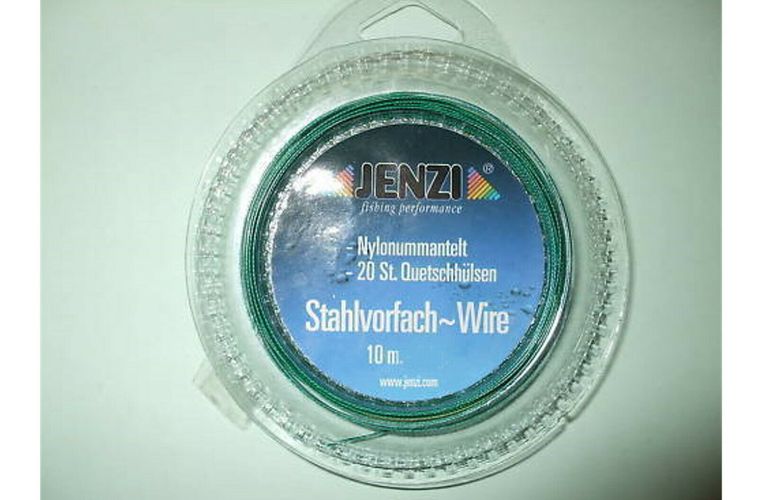 JENZI ®
fishing performance
- Nylonummantelt
- 20 St. Quetschhülsen
Stahlvorfach~Wire
10 m.
www.jenzi.com